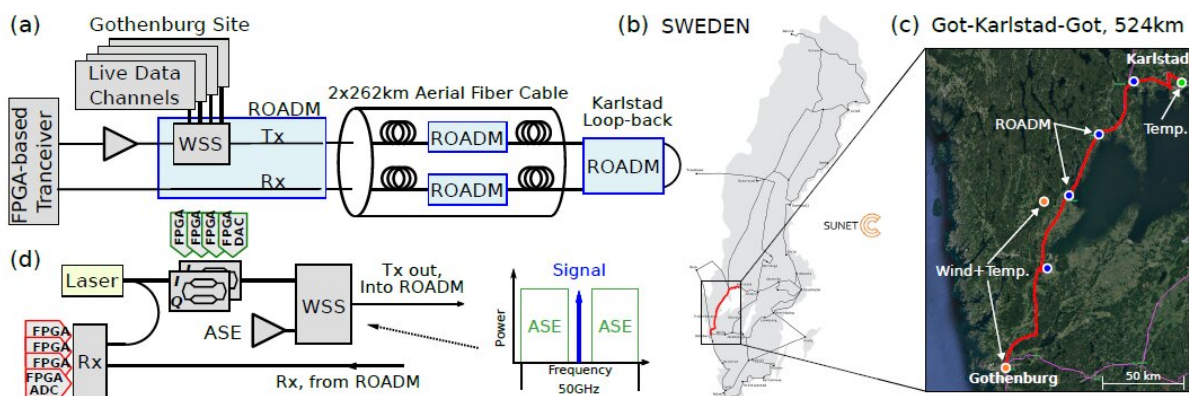 (a)
Gothenburg Site
Live Data
Channels
ROADM
WSS
Tx
Rx
FPGA-based
Tranceiver
2x262km Aerial Fiber Cable
ROADM
ROADM
Karlstad
Loop-back
ROADM
(b) SWEDEN
SUNET
(c) Got-Karlstad-Got, 524km
Karlstad
ROADM
Temp.
Wind+Temp.
Gothenburg
50 km
(d)
FPGA
FPGA
FPGA
FPGA
DAC
Laser
I
I
Q
WSS
ASE
Tx out,
Into ROADM
FPGA
FPGA
FPGA
FPGA
ADC
Rx
Rx, from ROADM
Signal
Power
ASE
ASE
Frequency
50GHz